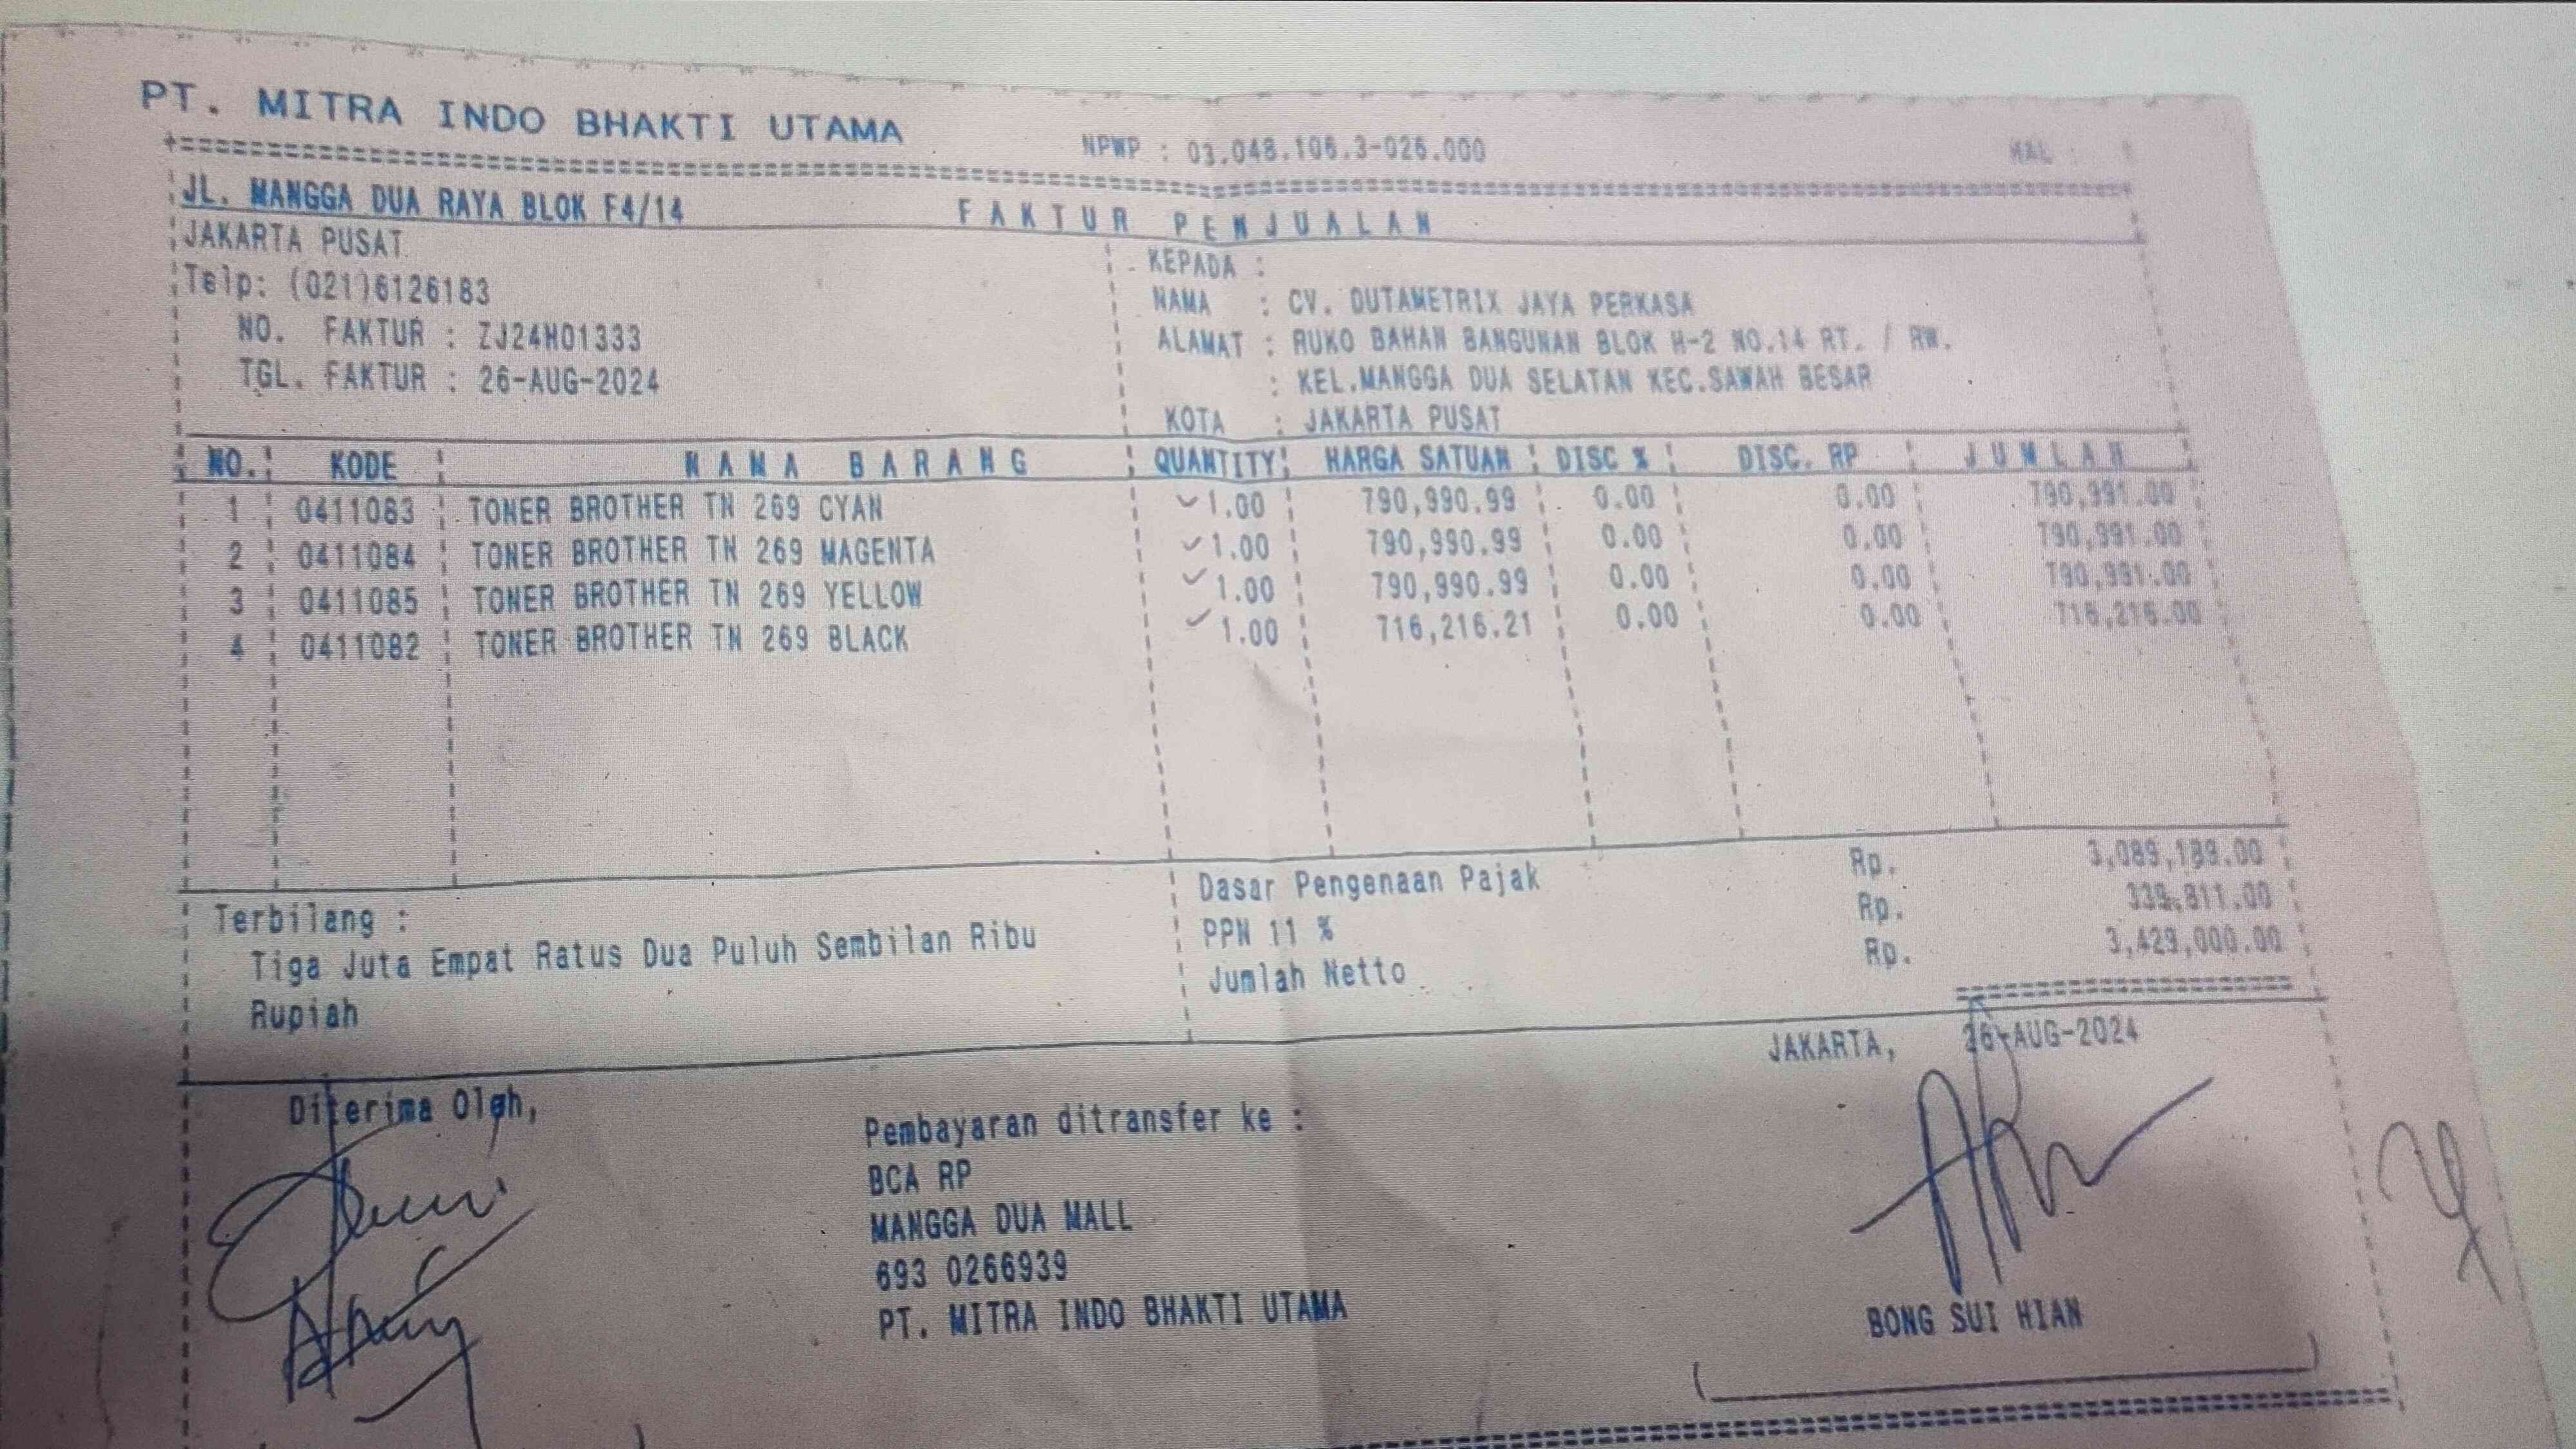 PT. MITRA INDO BHAKTI UTAMA
NPWP : 03.048.106.3-026.000 HAL :
JL. MANGGA DUA RAYA BLOK F4/14
FAKTUR PENJUALAN
JAKARTA PUSAT
Telp: (021)6126183
NO. FAKTUR : ZJ24H01333
TGL. FAKTUR : 26-AUG-2024
KEPADA :
NAMA : CV. DUTAMETRIX JAYA PERKASA
ALAMAT : RUKO BAHAN BANGUNAN BLOK H-2 NO.14 RT. / RW.
: KEL.MANGGA DUA SELATAN KEC.SAWAH BESAR
KOTA : JAKARTA PUSAT
NO. KODE NAMA BARANG QUANTITY HARGA SATUAN DISC % DISC. RP JUMLAH
1 0411083 TONER BROTHER TN 269 CYAN 1.00 790,990.99 0.00 0.00 790,991.00
2 0411084 TONER BROTHER TN 269 MAGENTA 1.00 790,990.99 0.00 0.00 790,991.00
3 0411085 TONER BROTHER TN 269 YELLOW 1.00 790,990.99 0.00 0.00 790,991.00
4 0411082 TONER BROTHER TN 269 BLACK 1.00 716,216.21 0.00 0.00 716,216.00
Dasar Pengenaan Pajak Rp. 3,089,189.00
PPN 11 % Rp. 339,811.00
Jumlah Netto Rp. 3,429,000.00
Terbilang :
Tiga Juta Empat Ratus Dua Puluh Sembilan Ribu
Rupiah
JAKARTA, 26-AUG-2024
Diterima Oleh,
Pembayaran ditransfer ke :
BCA RP
MANGGA DUA MALL
693 0266939
PT. MITRA INDO BHAKTI UTAMA
BONG SUI HIAN